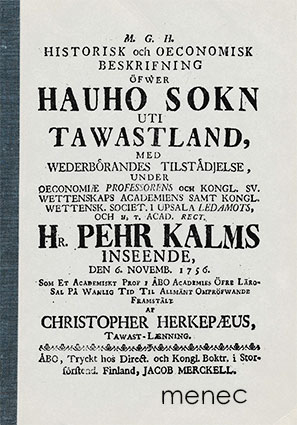 M. G. H.
HISTORISK och OECONOMISK
BESKRIFNING
ÖFWER
HAUHO SOKN
UTI
TAWASTLAND,
MED
WEDERBÖRANDES TILSTÄDJELSE,
UNDER
OECONOMIÆ PROFESSORENS och KONGL. SV.
WETTENSKAPS ACADEMIENS SAMT KONGL.
WETTENSK. SOCIET. I UPSALA LEDAMOTS,
OCH u, t. ACAD. RECT.
HR. PEHR KALMS
INSEENDE,
DEN 6. NOVEMB. 1756.
SOM ET ACADEMISKT PROF I ÅBO ACADEMIES ÖFRE LÄRO-
SAL PÅ WANLIG TID TIL ALLMÄNT OMPRÖFWANDE
FRAMSTÄLT
AF
CHRISTOPHER HERKEPÆUS,
TAWAST-LÆNNING.
ÅBO, Tryckt hos Direct. och Kongl. Boktr. i Stor-
förstend. Finland, JACOB MERCKELL.
menec